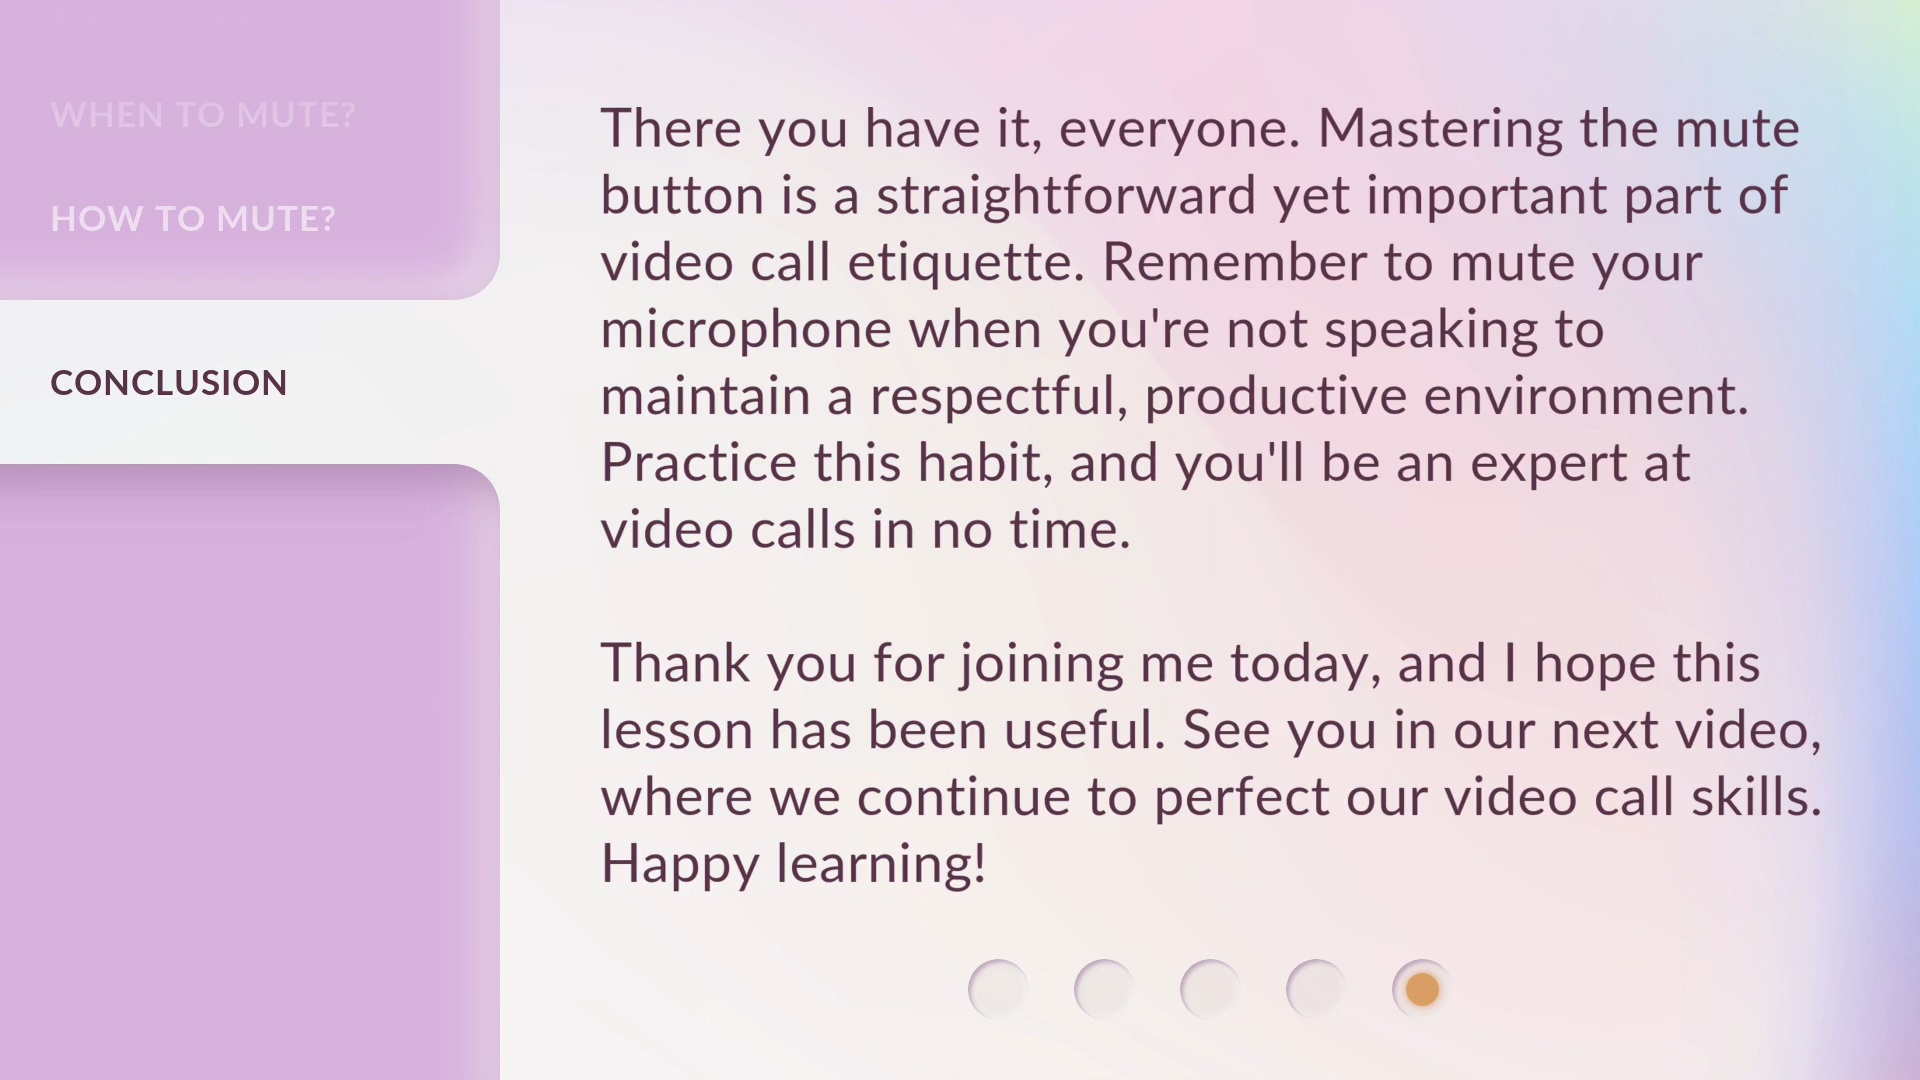 WHEN TO MUTE?
HOW TO MUTE?
CONCLUSION
There you have it, everyone. Mastering the mute
button is a straightforward yet important part of
video call etiquette. Remember to mute your
microphone when you're not speaking to
maintain a respectful, productive environment.
Practice this habit, and you'll be an expert at
video calls in no time.
Thank you for joining me today, and I hope this
lesson has been useful. See you in our next video,
where we continue to perfect our video call skills.
Happy learning!